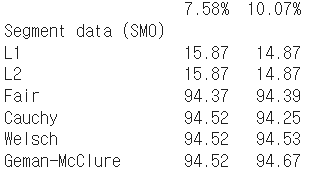 7.58% 10.07%
Segment data (SMO)
L1 15.87 14.87
L2 15.87 14.87
Fair 94.37 94.39
Cauchy 94.52 94.25
Welsch 94.52 94.53
Geman-McClure 94.52 94.67